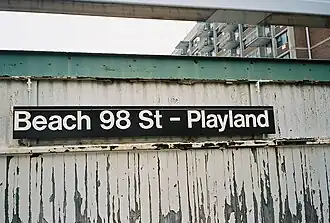 Beach 98 St - Playland